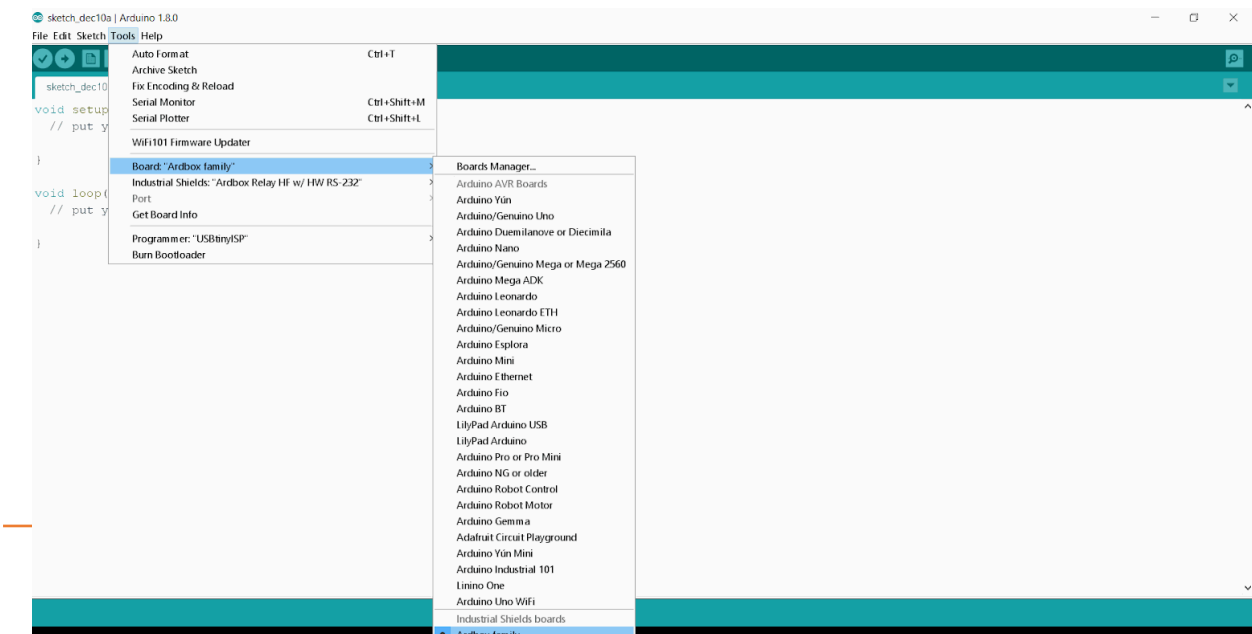 sketch_dec10a | Arduino 1.8.0
File Edit Sketch Tools Help
sketch_dec10
void setup
// put y
}
void loop(
// put y
}
Auto Format Ctrl+T
Archive Sketch
Fix Encoding & Reload
Serial Monitor Ctrl+Shift+M
Serial Plotter Ctrl+Shift+L
WiFi101 Firmware Updater
Board: "Ardbox family"
Industrial Shields: "Ardbox Relay HF w/ HW RS-232"
Port
Get Board Info
Programmer: "USBtinyISP"
Burn Bootloader
Boards Manager...
Arduino AVR Boards
Arduino Yún
Arduino/Genuino Uno
Arduino Duemilanove or Diecimila
Arduino Nano
Arduino/Genuino Mega or Mega 2560
Arduino Mega ADK
Arduino Leonardo
Arduino Leonardo ETH
Arduino/Genuino Micro
Arduino Esplora
Arduino Mini
Arduino Ethernet
Arduino Fio
Arduino BT
LilyPad Arduino USB
LilyPad Arduino
Arduino Pro or Pro Mini
Arduino NG or older
Arduino Robot Control
Arduino Robot Motor
Arduino Gemma
Adafruit Circuit Playground
Arduino Yún Mini
Arduino Industrial 101
Linino One
Arduino Uno WiFi
Industrial Shields boards
Ardbox family